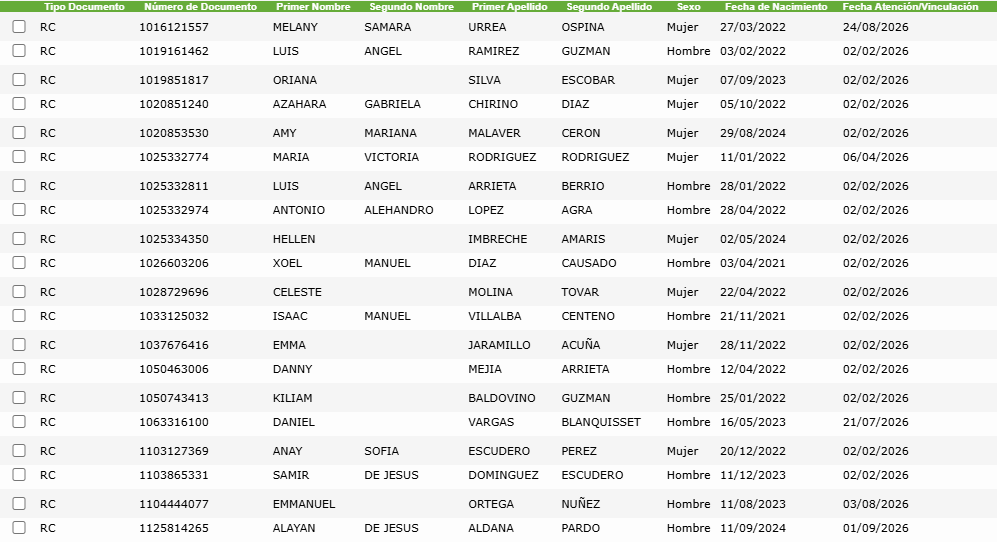 Tipo Documento Número de Documento Primer Nombre Segundo Nombre Primer Apellido Segundo Apellido Sexo Fecha de Nacimiento Fecha Atención/Vinculación
RC 1016121557 MELANY SAMARA URREA OSPINA Mujer 27/03/2022 24/08/2026
RC 1019161462 LUIS ANGEL RAMIREZ GUZMAN Hombre 03/02/2022 02/02/2026
RC 1019851817 ORIANA SILVA ESCOBAR Mujer 07/09/2023 02/02/2026
RC 1020851240 AZAHARA GABRIELA CHIRINO DIAZ Mujer 05/10/2022 02/02/2026
RC 1020853530 AMY MARIANA MALAVER CERON Mujer 29/08/2024 02/02/2026
RC 1025332774 MARIA VICTORIA RODRIGUEZ RODRIGUEZ Mujer 11/01/2022 06/04/2026
RC 1025332811 LUIS ANGEL ARRIETA BERRIO Hombre 28/01/2022 02/02/2026
RC 1025332974 ANTONIO ALEHANDRO LOPEZ AGRA Hombre 28/04/2022 02/02/2026
RC 1025334350 HELLEN IMBRECHE AMARIS Mujer 02/05/2024 02/02/2026
RC 1026603206 XOEL MANUEL DIAZ CAUSADO Hombre 03/04/2021 02/02/2026
RC 1028729696 CELESTE MOLINA TOVAR Mujer 22/04/2022 02/02/2026
RC 1033125032 ISAAC MANUEL VILLALBA CENTENO Hombre 21/11/2021 02/02/2026
RC 1037676416 EMMA JARAMILLO ACUÑA Mujer 28/11/2022 02/02/2026
RC 1050463006 DANNY MEJIA ARRIETA Hombre 12/04/2022 02/02/2026
RC 1050743413 KILIAM BALDOVINO GUZMAN Hombre 25/01/2022 02/02/2026
RC 1063316100 DANIEL VARGAS BLANQUISSET Hombre 16/05/2023 21/07/2026
RC 1103127369 ANAY SOFIA ESCUDERO PEREZ Mujer 20/12/2022 02/02/2026
RC 1103865331 SAMIR DE JESUS DOMINGUEZ ESCUDERO Hombre 11/12/2023 02/02/2026
RC 1104444077 EMMANUEL ORTEGA NUÑEZ Hombre 11/08/2023 03/08/2026
RC 1125814265 ALAYAN DE JESUS ALDANA PARDO Hombre 11/09/2024 01/09/2026